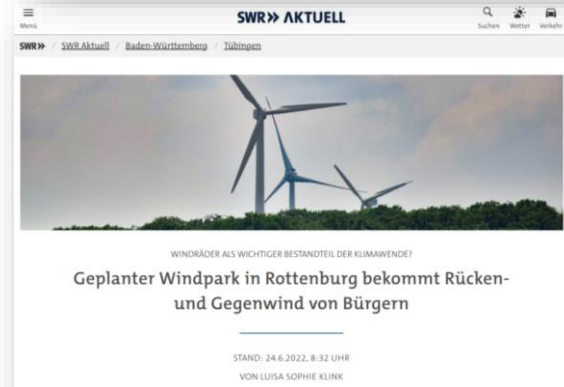 SWR» AKTUELL
Menü
Suchen Wetter Verkehr
SWR» / SWR Aktuell / Baden-Württemberg / Tübingen
WINDRÄDER ALS WICHTIGER BESTANDTEIL DER KLIMAWENDE?
Geplanter Windpark in Rottenburg bekommt Rücken-
und Gegenwind von Bürgern
STAND: 24.6.2022, 8:32 UHR
VON LUISA SOPHIE KLINK